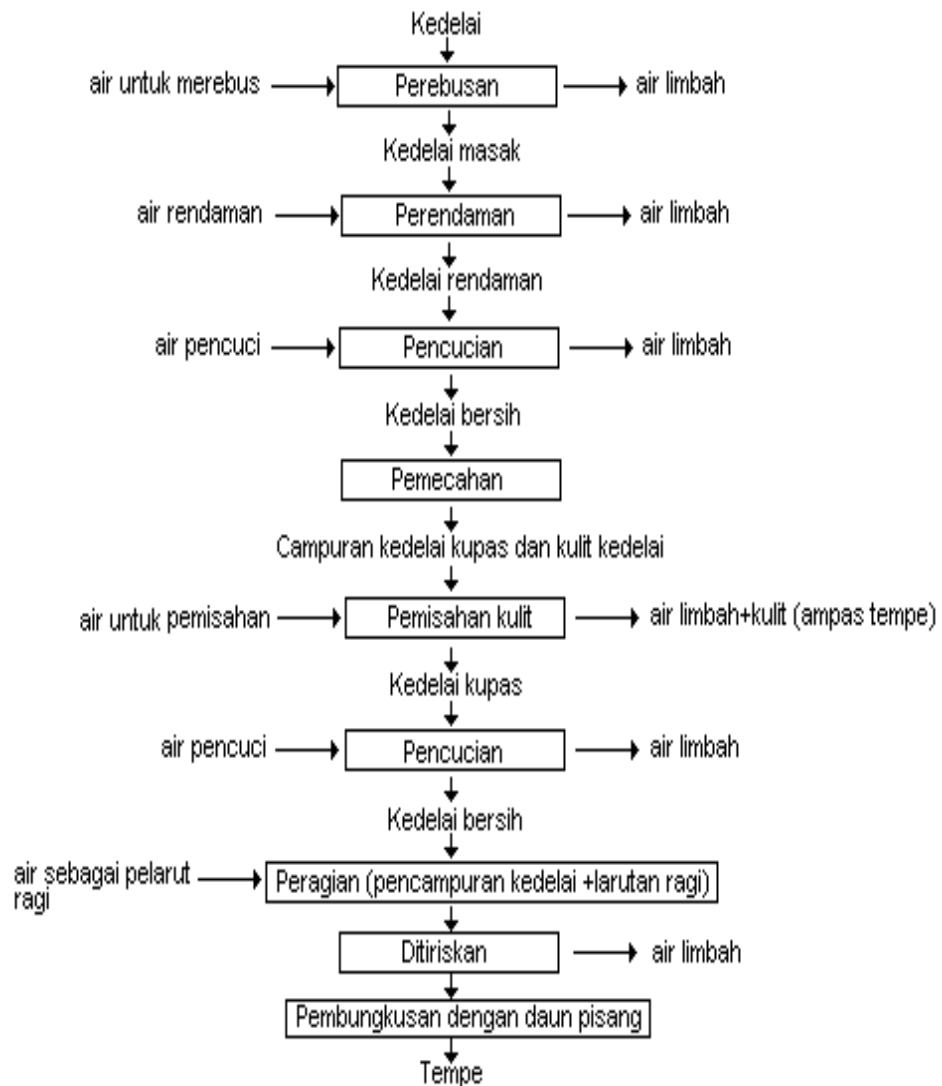 Kedelai
air untuk merebus
Perebusan
air limbah
Kedelai masak
air rendaman
Perendaman
air limbah
Kedelai rendaman
air pencuci
Pencucian
air limbah
Kedelai bersih
Pemecahan
Campuran kedelai kupas dan kulit kedelai
air untuk pemisahan
Pemisahan kulit
air limbah+kulit (ampas tempe)
Kedelai kupas
air pencuci
Pencucian
air limbah
Kedelai bersih
air sebagai pelarut
ragi
Peragian (pencampuran kedelai +larutan ragi)
Ditiriskan
air limbah
Pembungkusan dengan daun pisang
Tempe